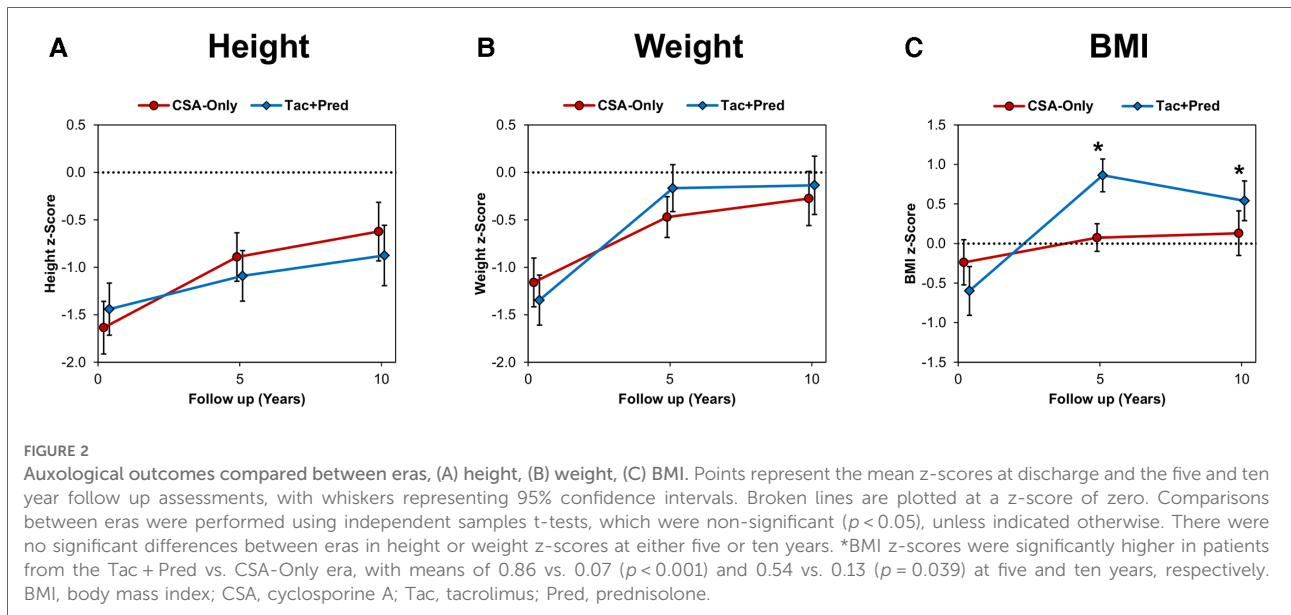 A Height
CSA-Only Tac+Pred
Height z-Score
0.5
0.0
-0.5
-1.0
-1.5
-2.0
0 5 10
Follow up (Years)
B Weight
CSA-Only Tac+Pred
Weight z-Score
0.5
0.0
-0.5
-1.0
-1.5
-2.0
0 5 10
Follow up (Years)
C BMI
CSA-Only Tac+Pred
BMI z-Score
1.5
1.0
0.5
0.0
-0.5
-1.0
-1.5
* *
0 5 10
Follow up (Years)
FIGURE 2
Auxological outcomes compared between eras, (A) height, (B) weight, (C) BMI. Points represent the mean z-scores at discharge and the five and ten
year follow up assessments, with whiskers representing 95% confidence intervals. Broken lines are plotted at a z-score of zero. Comparisons
between eras were performed using independent samples t-tests, which were non-significant (p < 0.05), unless indicated otherwise. There were
no significant differences between eras in height or weight z-scores at either five or ten years. *BMI z-scores were significantly higher in patients
from the Tac + Pred vs. CSA-Only era, with means of 0.86 vs. 0.07 (p < 0.001) and 0.54 vs. 0.13 (p = 0.039) at five and ten years, respectively.
BMI, body mass index; CSA, cyclosporine A; Tac, tacrolimus; Pred, prednisolone.